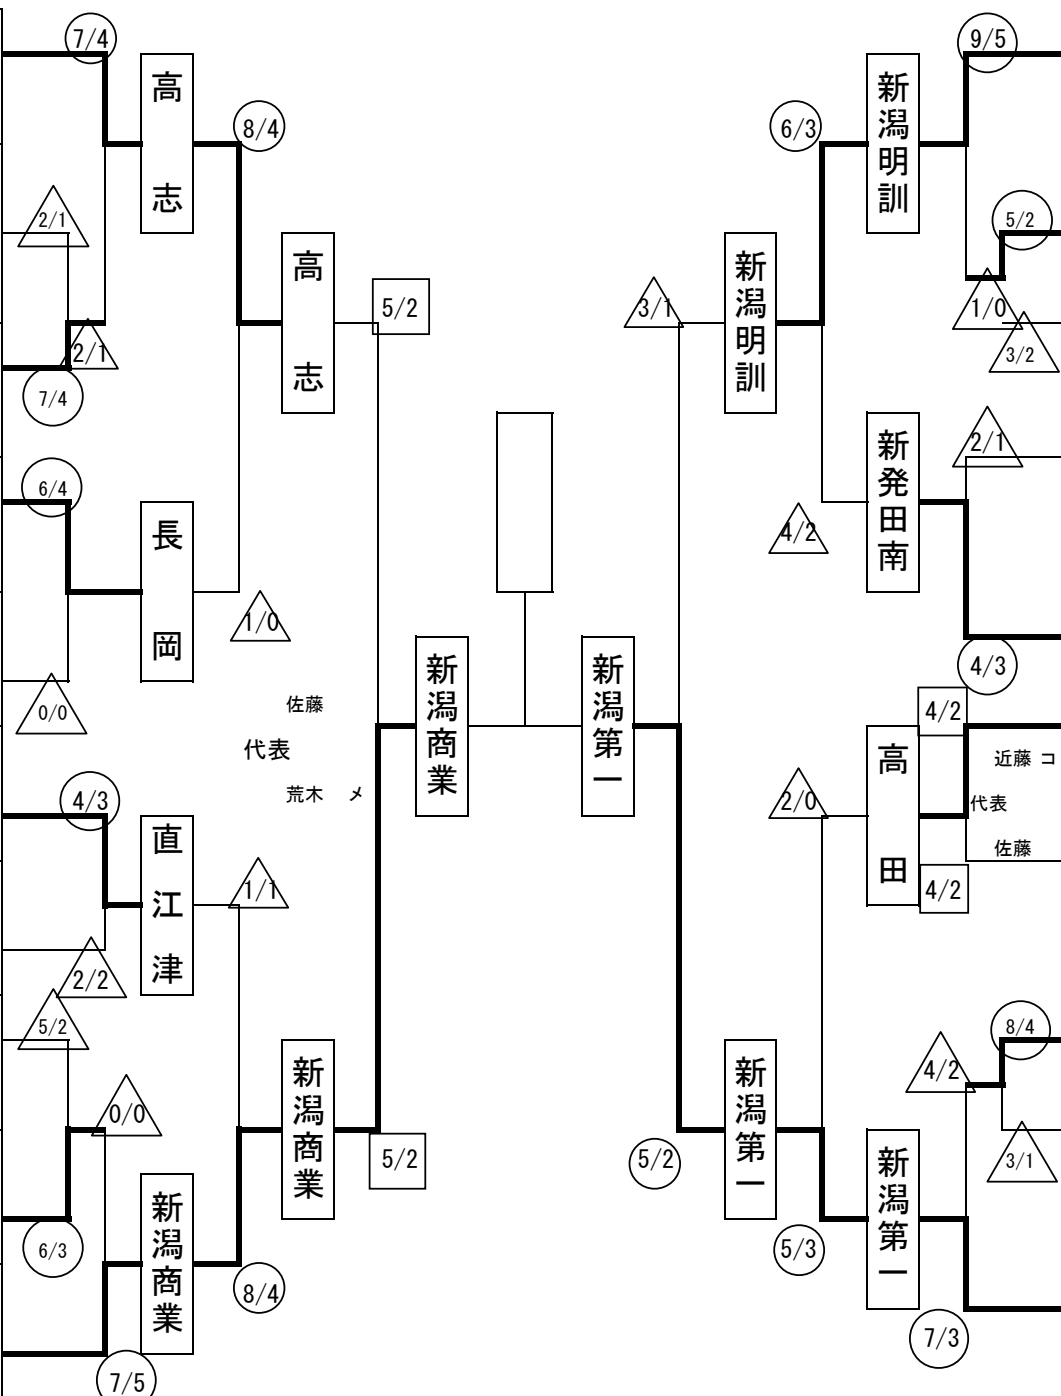 7/4
9/5
高志
8/4
6/3
新潟明訓
2/1
5/2
高志
5/2
3/1
新潟明訓
1/0
2/1
3/2
7/4
6/4
2/1
新発田南
長岡
4/2
1/0
0/0
新潟商業
新潟第一
4/3
佐藤
4/2
代表
高田
近藤 コ
荒木 メ
4/3
2/0
代表
佐藤
直江津
1/1
4/2
2/2
5/2
8/4
新潟商業
新潟第一
4/2
0/0
5/2
5/2
3/1
新潟商業
新潟第一
6/3
5/3
8/4
7/3
7/5